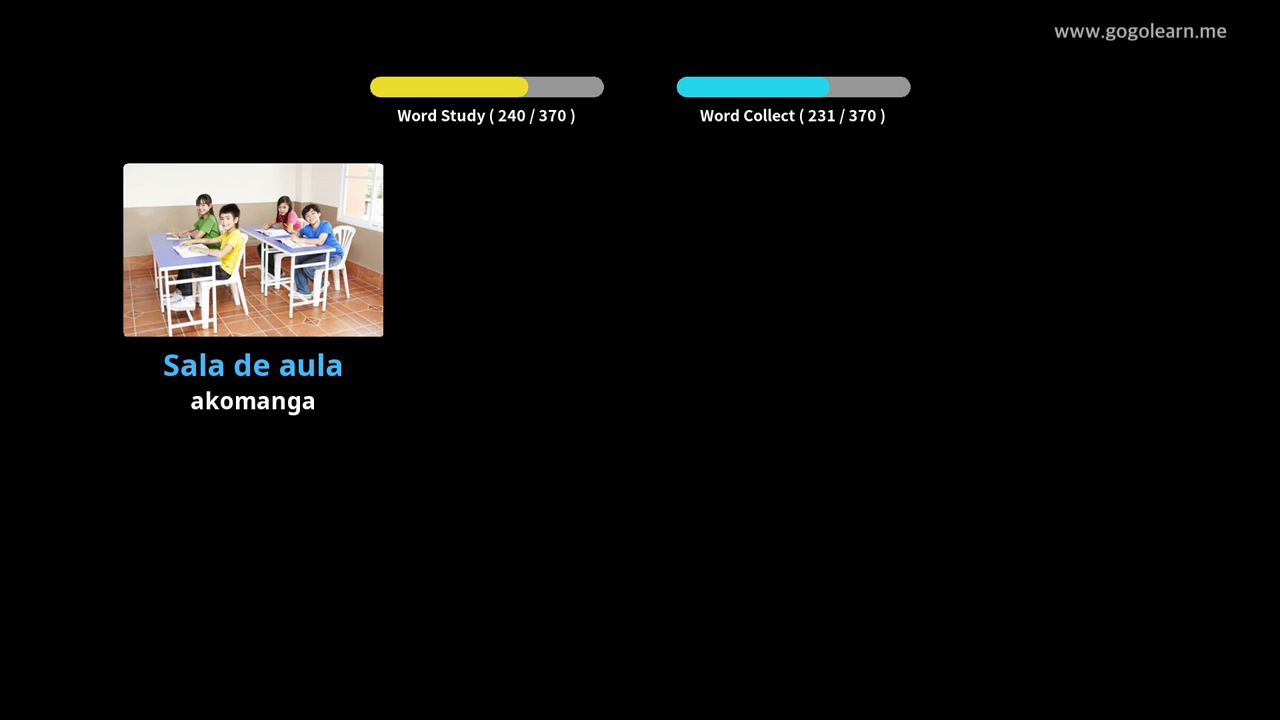 www.gogolearn.me
Word Study ( 240 / 370 )
Word Collect ( 231 / 370 )
Sala de aula
akomanga